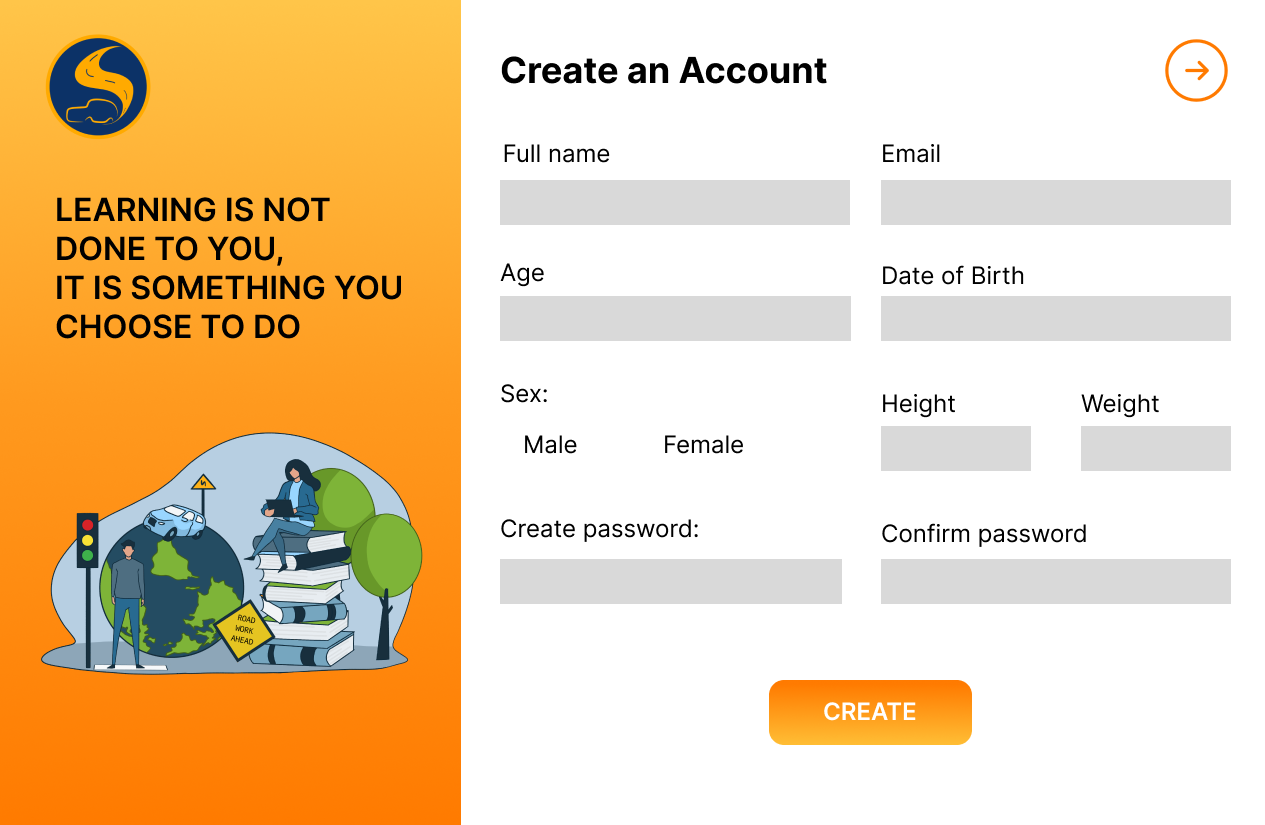 LEARNING IS NOT
DONE TO YOU,
IT IS SOMETHING YOU
CHOOSE TO DO
ROAD
WORK
AHEAD
Create an Account
Full name
Email
Age
Date of Birth
Sex:
Male
Female
Height
Weight
Create password:
Confirm password
CREATE